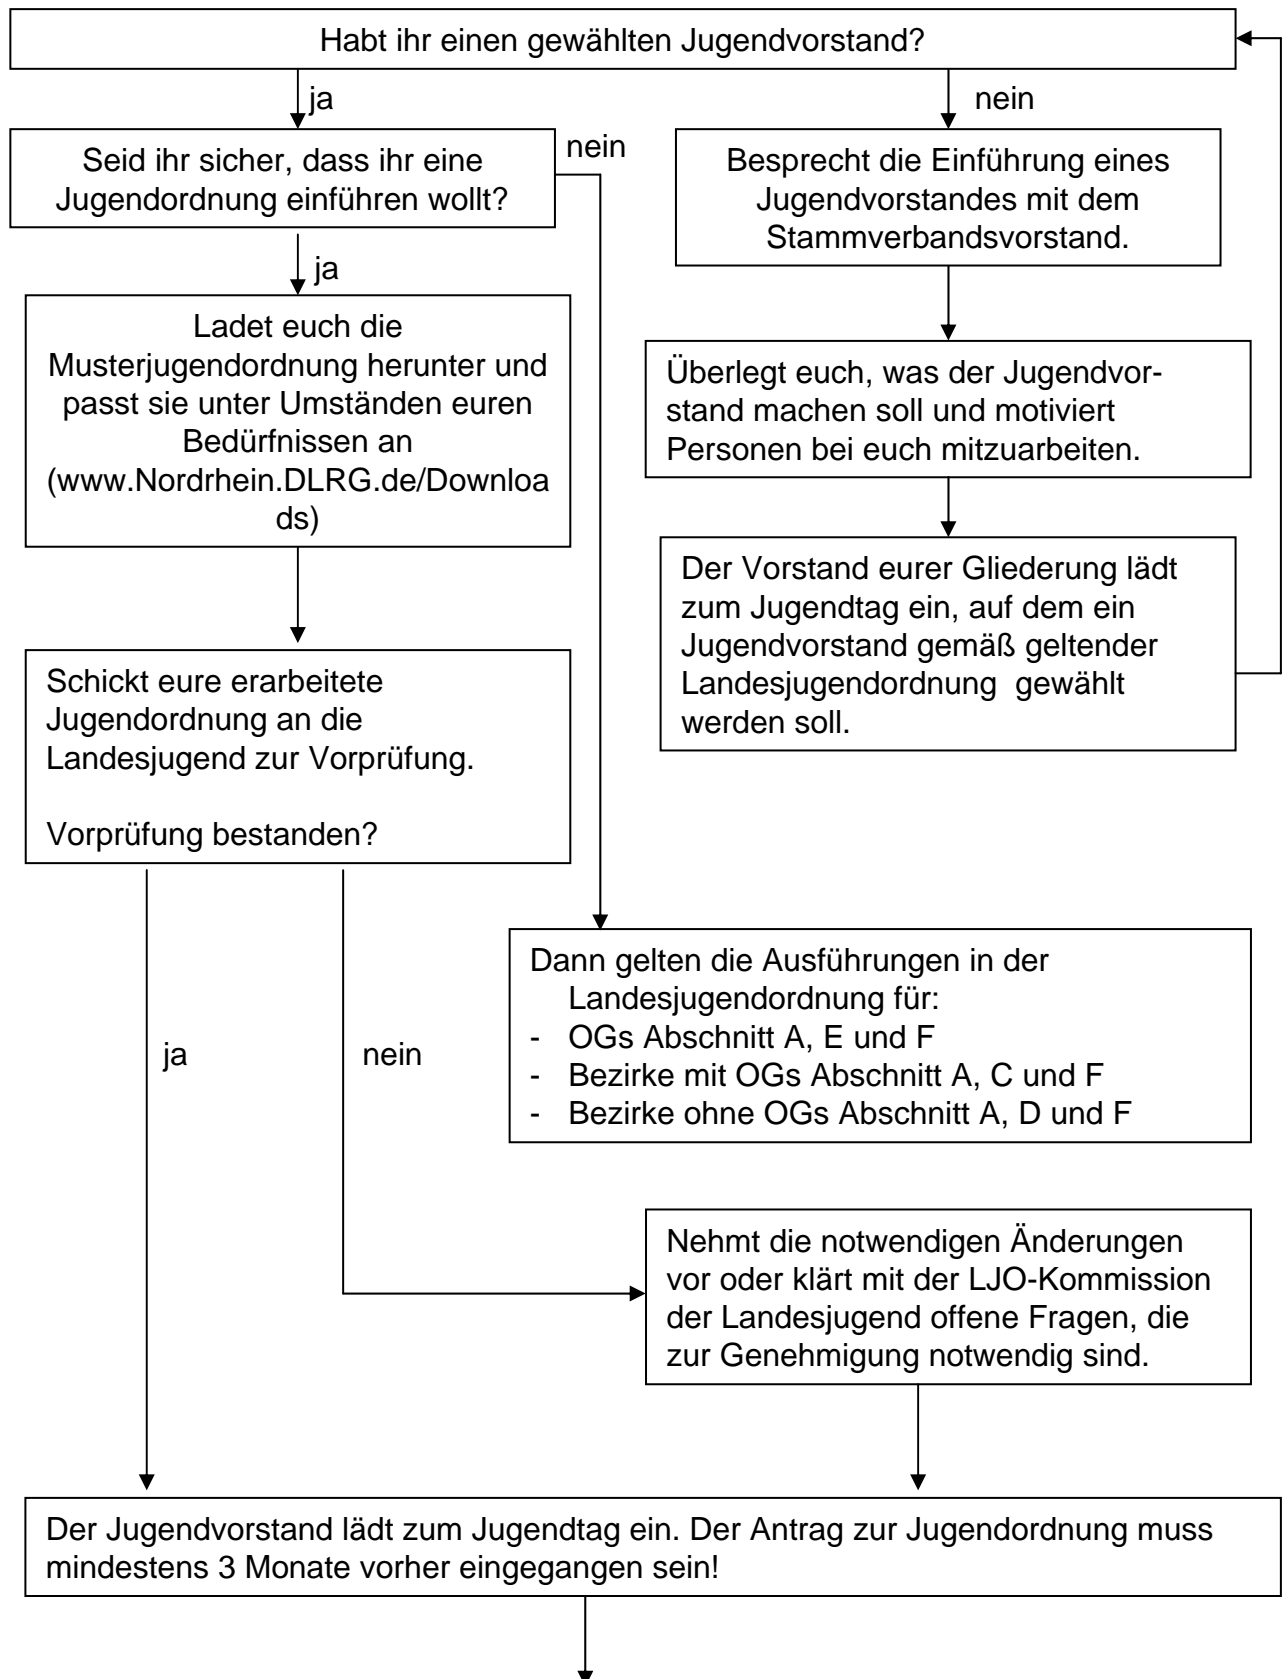 Habt ihr einen gewählten Jugendvorstand?
ja
nein
Seid ihr sicher, dass ihr eine
Jugendordnung einführen wollt?
nein
Besprecht die Einführung eines
Jugendvorstandes mit dem
Stammverbandsvorstand.
ja
Ladet euch die
Musterjugendordnung herunter und
passt sie unter Umständen euren
Bedürfnissen an
(www.Nordrhein.DLRG.de/Downloa
ds)
Überlegt euch, was der Jugendvor-
stand machen soll und motiviert
Personen bei euch mitzuarbeiten.
Der Vorstand eurer Gliederung lädt
zum Jugendtag ein, auf dem ein
Jugendvorstand gemäß geltender
Landesjugendordnung gewählt
werden soll.
Schickt eure erarbeitete
Jugendordnung an die
Landesjugend zur Vorprüfung.
Vorprüfung bestanden?
ja
nein
Dann gelten die Ausführungen in der
Landesjugendordnung für:
- OGs Abschnitt A, E und F
- Bezirke mit OGs Abschnitt A, C und F
- Bezirke ohne OGs Abschnitt A, D und F
Nehmt die notwendigen Änderungen
vor oder klärt mit der LJO-Kommission
der Landesjugend offene Fragen, die
zur Genehmigung notwendig sind.
Der Jugendvorstand lädt zum Jugendtag ein. Der Antrag zur Jugendordnung muss
mindestens 3 Monate vorher eingegangen sein!